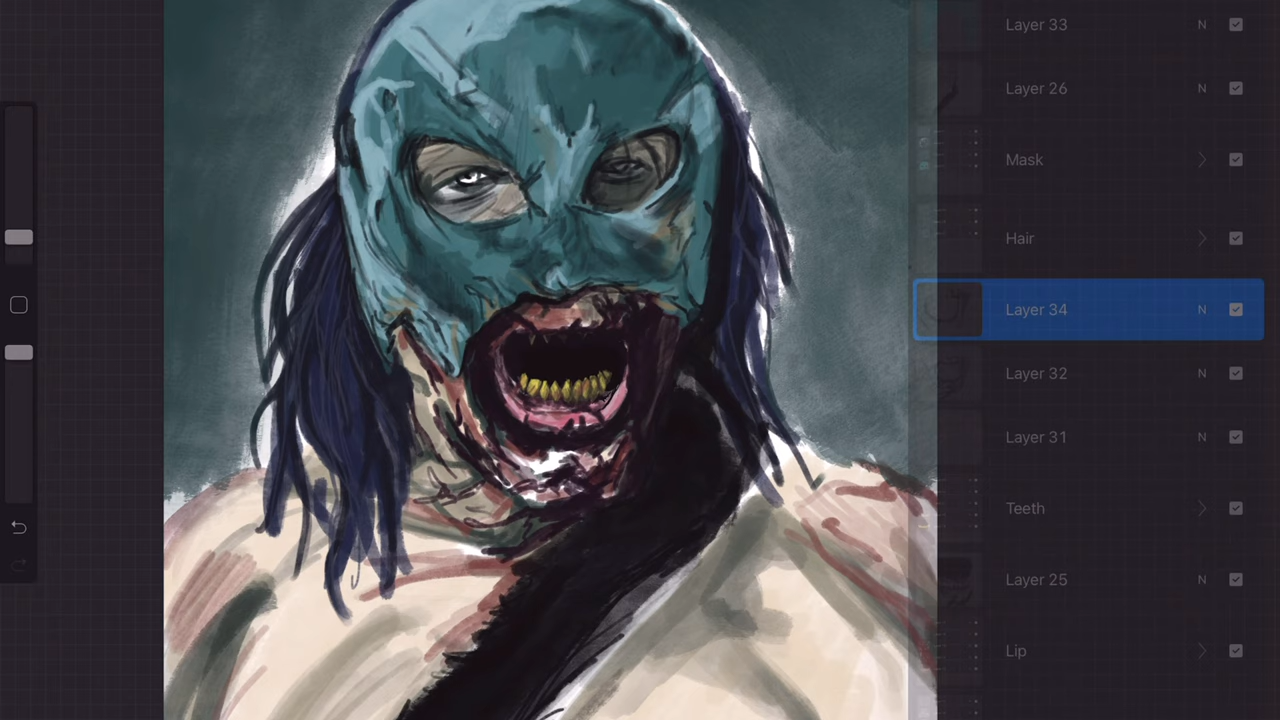 Layer 33 N
Layer 26 N
Mask
Hair
Layer 34 N
Layer 32 N
Layer 31 N
Teeth
Layer 25 N
Lip